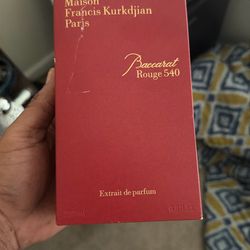 Maison
Francis Kurkdjian
Paris
Baccarat
Rouge 540
Extrait de parfum